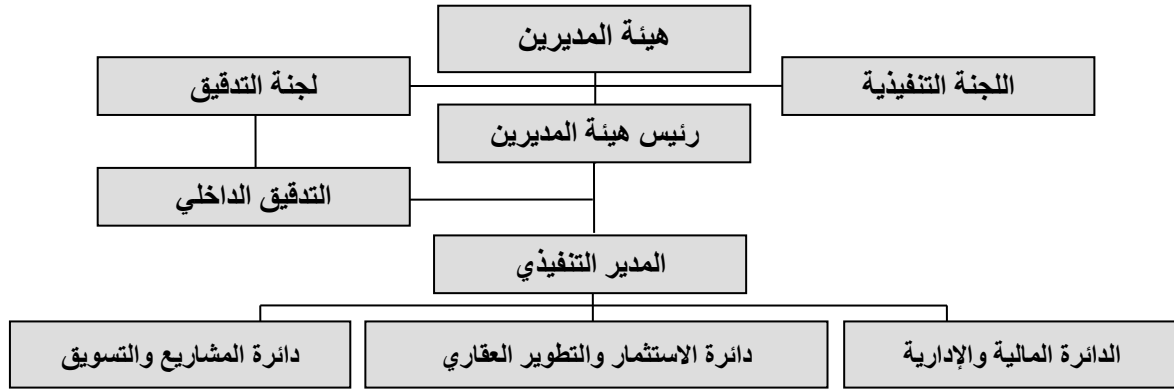 هيئة المديرين
اللجنة التنفيذية
لجنة التدقيق
رئيس هيئة المديرين
التدقيق الداخلي
المدير التنفيذي
الدائرة المالية والإدارية
دائرة الاستثمار والتطوير العقاري
دائرة المشاريع والتسويق